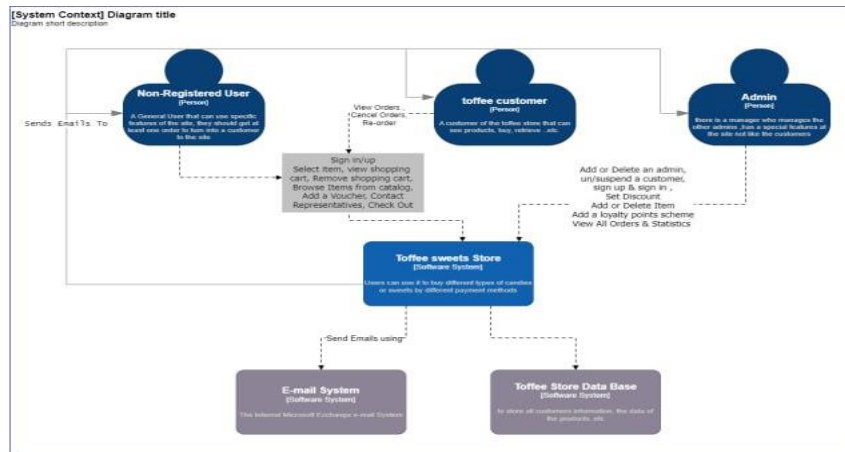 [System Context] Diagram title
Diagram short description
Non-Registered User
[Person]
A General User that can use specific
features of the site, they should get at
least one order to turn into a customer
to the site
toffee customer
[Person]
A customer of the toffee store that can
see products, buy, retrieve ..etc.
Admin
[Person]
there is a manager who manages the
other admins ,has a special features at
the site not like the customers
Sends Emails To
View Orders ,
Cancel Orders,
Re-order
Sign in/up
Select Item, view shopping
cart, Remove shopping cart,
Browse Items from catalog,
Add a Voucher, Contact
Representatives, Check Out
Add or Delete an admin,
un/suspend a customer,
sign up & sign in ,
Set Discount
Add or Delete Item
Add a loyalty points scheme
View All Orders & Statistics
Toffee sweets Store
[Software System]
Users can use it to buy different types of candies
or sweets by different payment methods
Send Emails using
E-mail System
[Software System]
The Internal Microsoft Exchange e-mail System
Toffee Store Data Base
[Software System]
to store all customers information, the data of
the products .etc